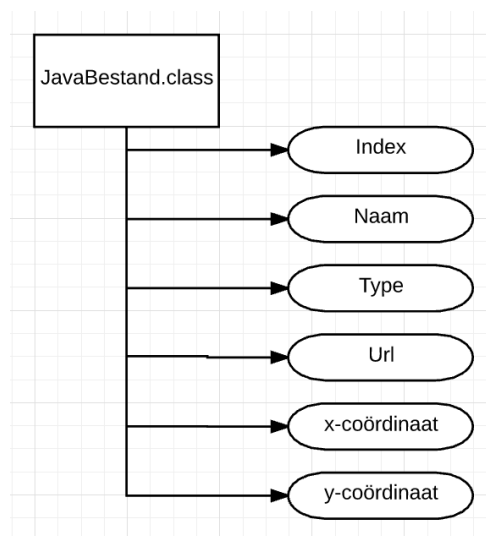 JavaBestand.class
Index
Naam
Type
Url
x-coördinaat
y-coördinaat